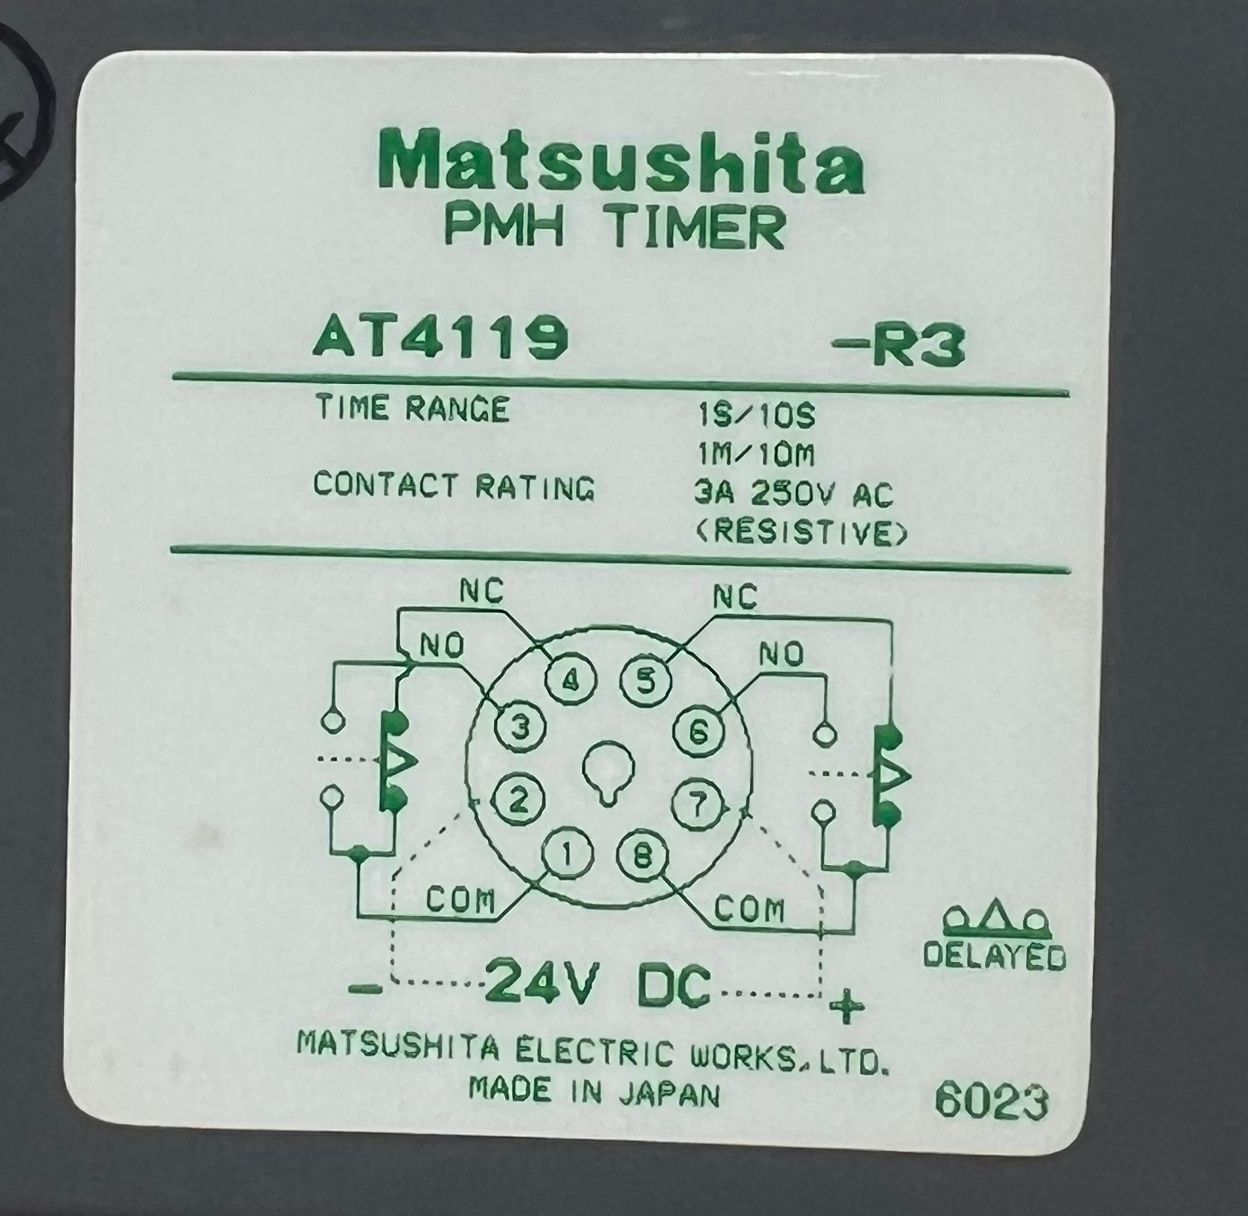 Matsushita
PMH TIMER
AT4119 -R3
TIME RANGE 1S/10S
1M/10M
CONTACT RATING 3A 250V AC
(RESISTIVE)
NC NC
NO NO
4 5
3 6
2 7
1 8
COM COM
DELAYED
- 24V DC +
MATSUSHITA ELECTRIC WORKS, LTD.
MADE IN JAPAN
6023